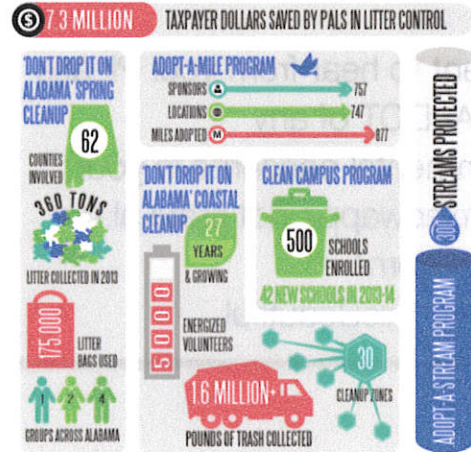 $ 7.3 MILLION TAXPAYER DOLLARS SAVED BY PALS IN LITTER CONTROL
'DON'T DROP IT ON
ALABAMA' SPRING
CLEANUP
62
COUNTIES
INVOLVED
360 TONS
LITTER COLLECTED IN 2013
175,000
LITTER
BAGS USED
1 2 4
GROUPS ACROSS ALABAMA
ADOPT-A-MILE PROGRAM
SPONSORS 757
LOCATIONS 747
MILES ADOPTED M 877
'DON'T DROP IT ON
ALABAMA' COASTAL
CLEANUP
27
YEARS
& GROWING
5000
ENERGIZED
VOLUNTEERS
CLEAN CAMPUS PROGRAM
500
SCHOOLS
ENROLLED
42 NEW SCHOOLS IN 2013-14
1.6 MILLION+
POUNDS OF TRASH COLLECTED
30
CLEANUP ZONES
300 STREAMS PROTECTED
ADOPT-A-STREAM PROGRAM